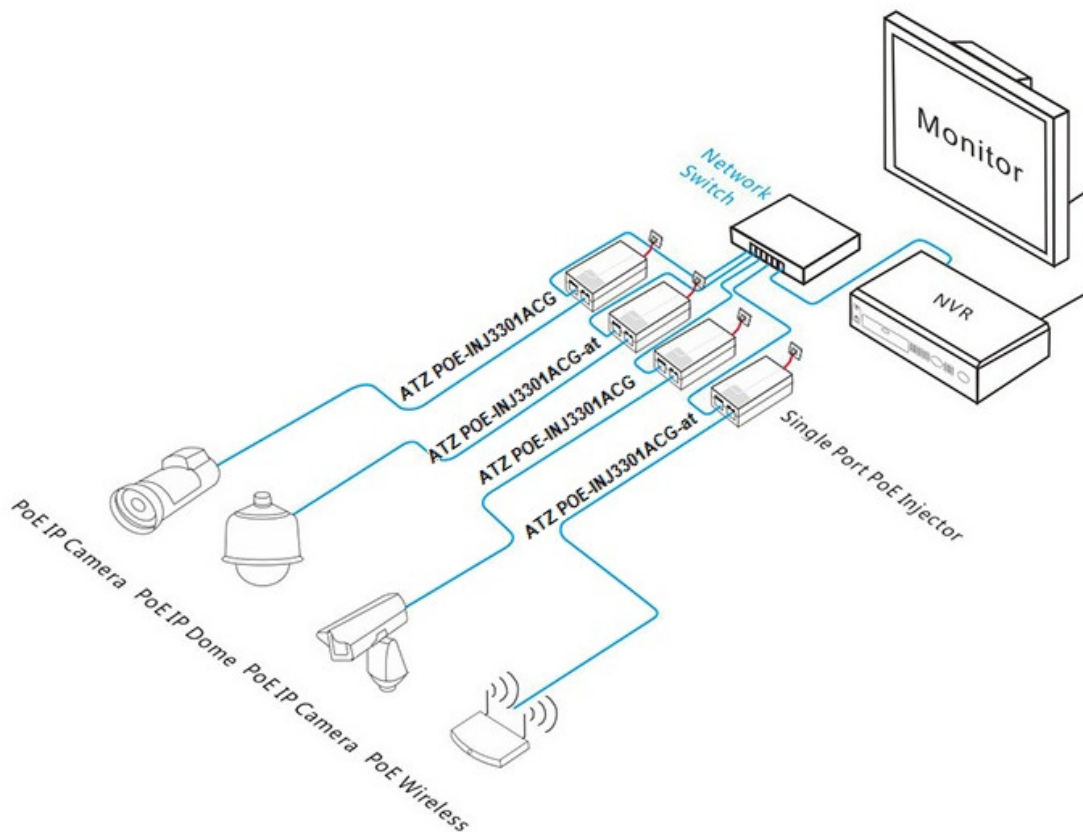 Monitor
Network
Switch
NVR
ATZ POE-INJ3301ACG
ATZ POE-INJ3301ACG-at
ATZ POE-INJ3301ACG
ATZ POE-INJ3301ACG-at
Single Port PoE Injector
PoE IP Camera PoE IP Dome PoE IP Camera PoE Wireless